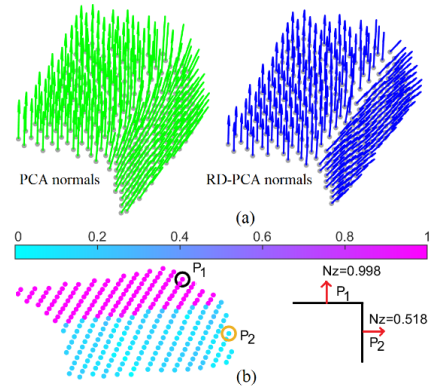 PCA normals RD-PCA normals
(a)
0 0.2 0.4 0.6 0.8 1
P1
Nz=0.998
P1
Nz=0.518
P2
P2
(b)